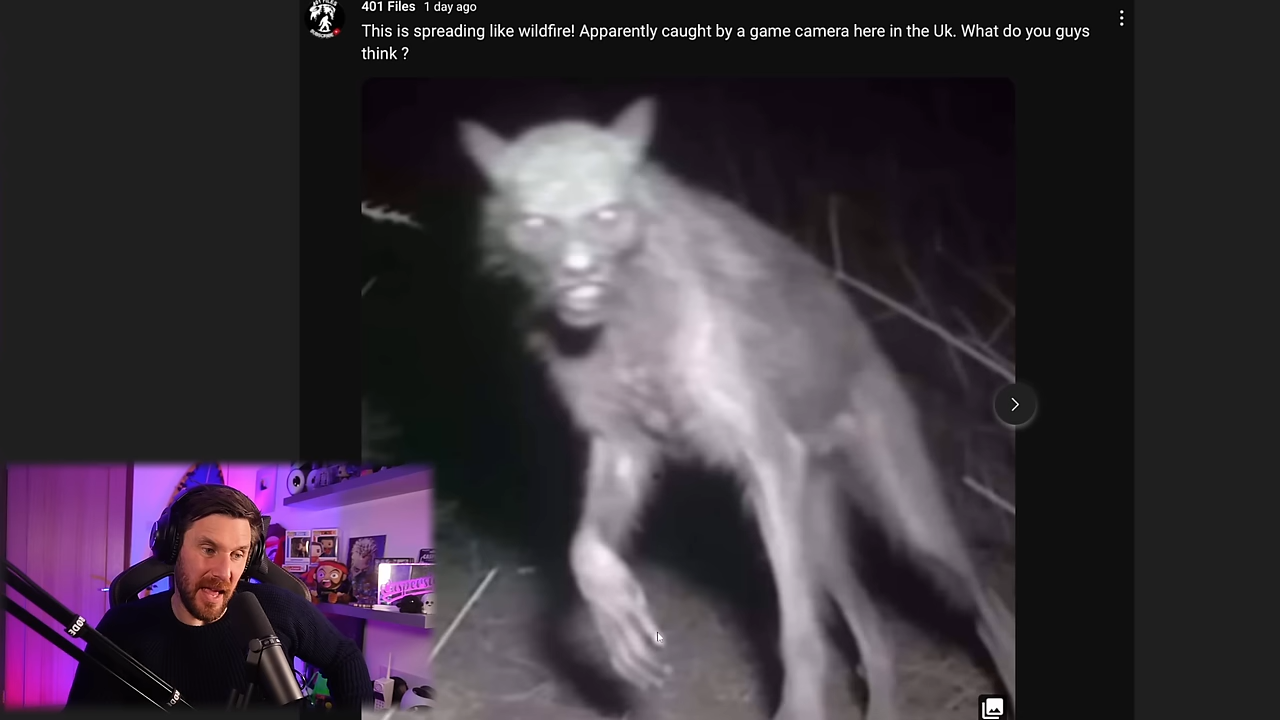 401 Files 1 day ago
This is spreading like wildfire! Apparently caught by a game camera here in the Uk. What do you guys
think ?
RØDE